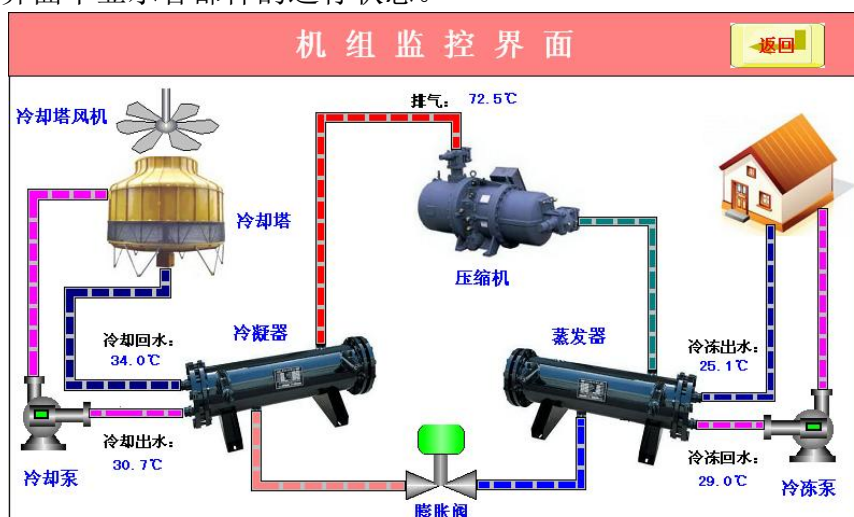 机组监控界面
返回
排气： 72.5℃
冷却塔风机
冷却塔
压缩机
冷却回水：
34.0℃
冷凝器
蒸发器
冷冻出水：
25.1℃
冷却出水：
30.7℃
冷却泵
冷冻回水：
29.0℃
冷冻泵
膨胀阀